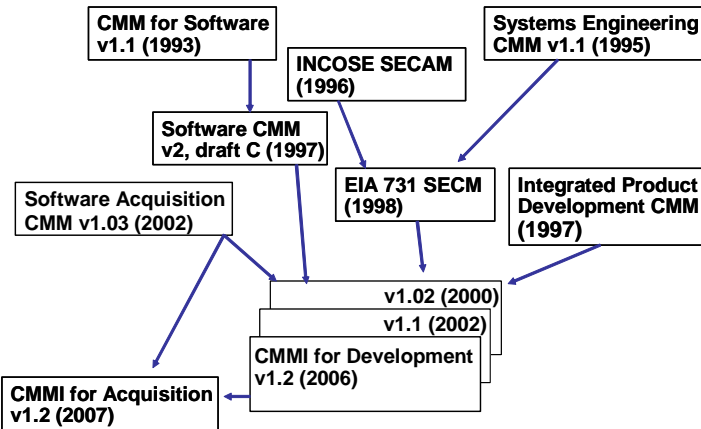 CMM for Software
v1.1 (1993)
Systems Engineering
CMM v1.1 (1995)
INCOSE SECAM
(1996)
Software CMM
v2, draft C (1997)
EIA 731 SECM
(1998)
Integrated Product
Development CMM
(1997)
Software Acquisition
CMM v1.03 (2002)
v1.02 (2000)
v1.1 (2002)
CMMI for Development
v1.2 (2006)
CMMI for Acquisition
v1.2 (2007)